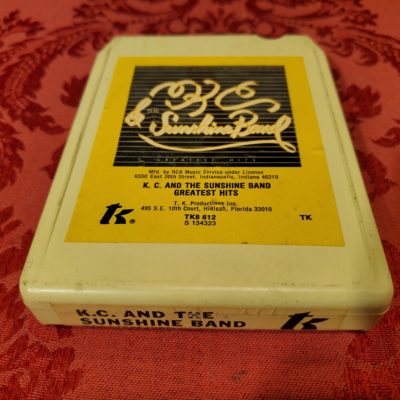 KC
& THE
Sunshine Band
GREATEST HITS
Mfd. by RCA Music Service under License
6550 East 30th Street, Indianapolis, Indiana 46219
K. C. AND THE SUNSHINE BAND
GREATEST HITS
T. K. Productions Inc.
495 S.E. 10th Court, Hialeah, Florida 33010
tk®
TK8 612
TK
S 134323
K.C. AND THE
SUNSHINE BAND
tk